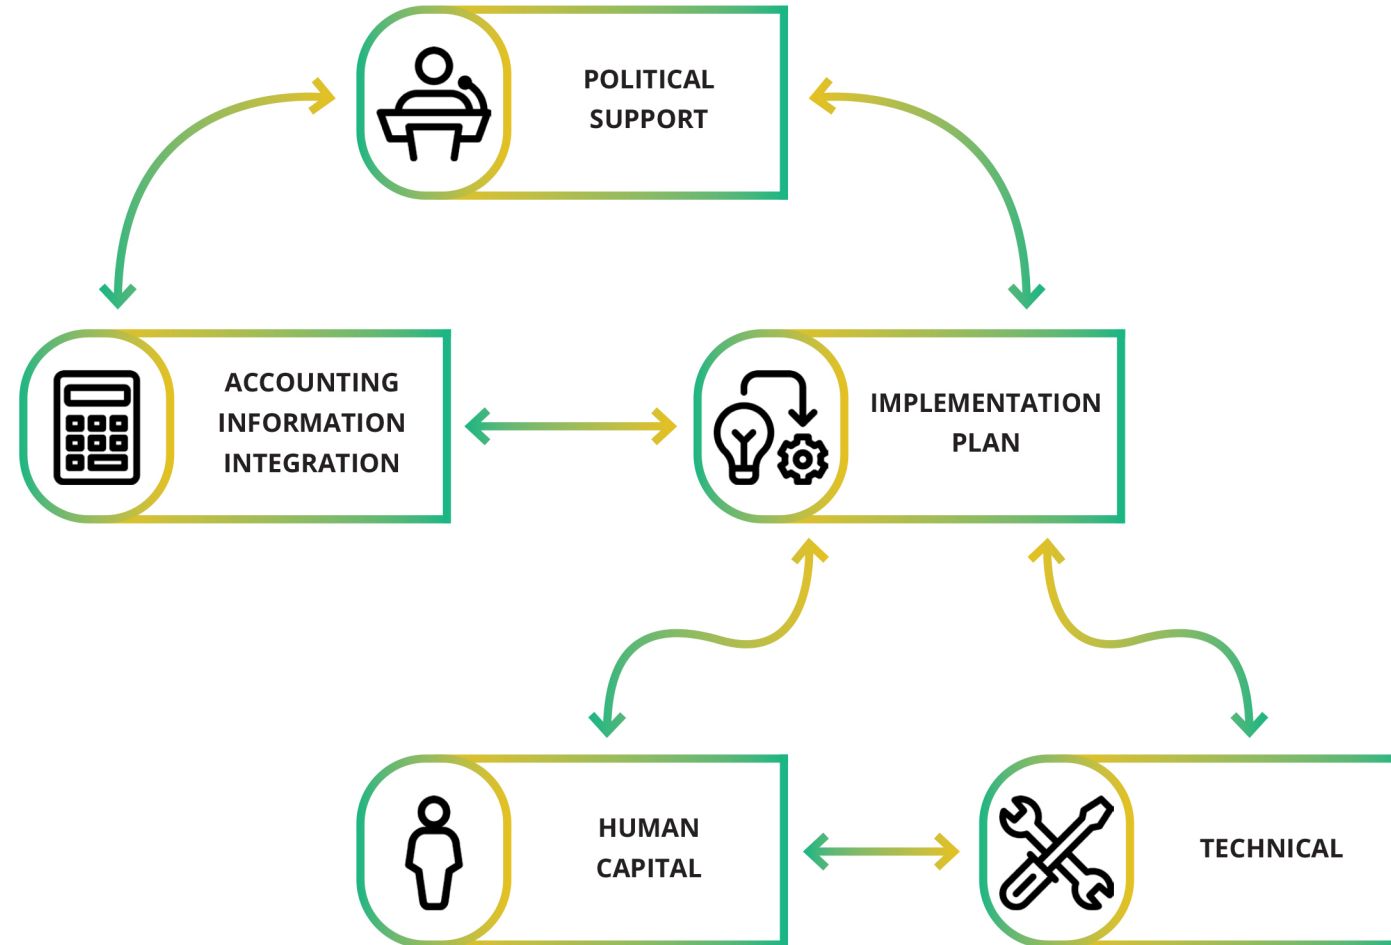 POLITICAL
SUPPORT
ACCOUNTING
INFORMATION
INTEGRATION
IMPLEMENTATION
PLAN
HUMAN
CAPITAL
TECHNICAL